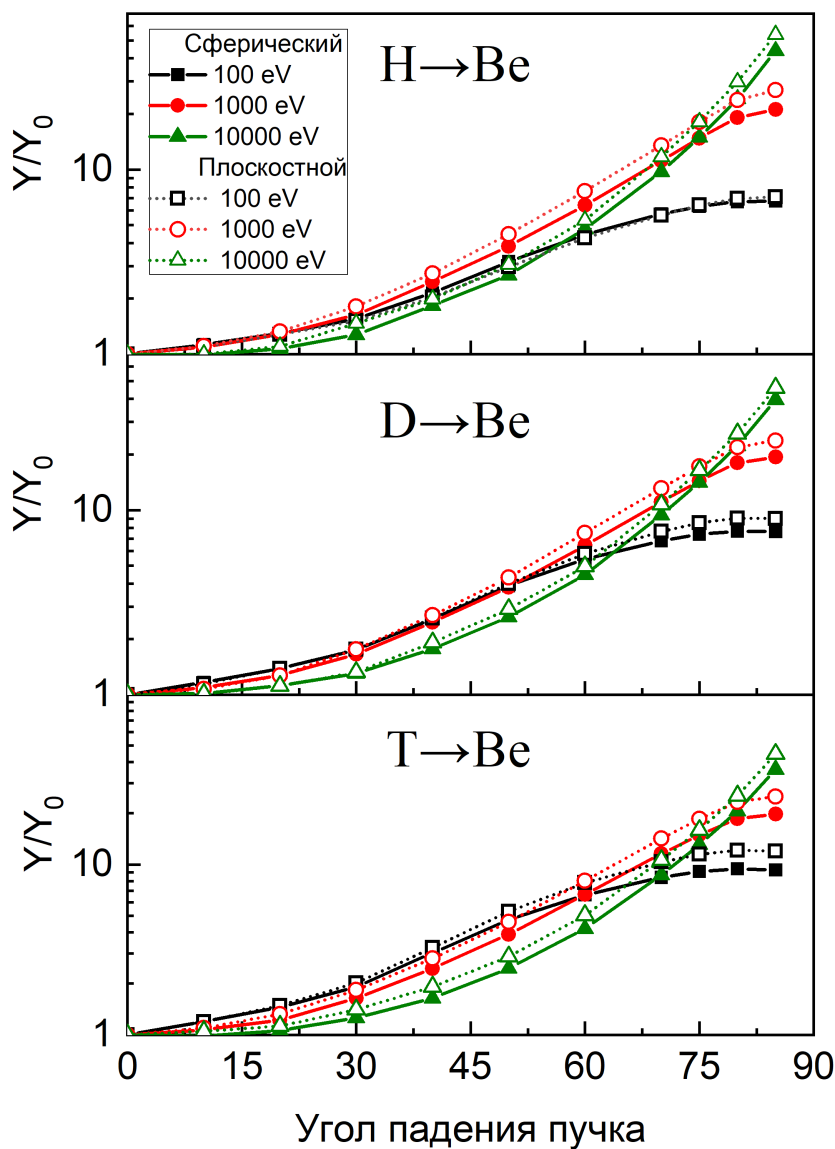 H→Be
Сферический
100 eV
1000 eV
10000 eV
Плоскостной
100 eV
1000 eV
10000 eV
Y/Y0
10
1
D→Be
Y/Y0
10
1
T→Be
Y/Y0
10
1
0 15 30 45 60 75 90
Угол падения пучка